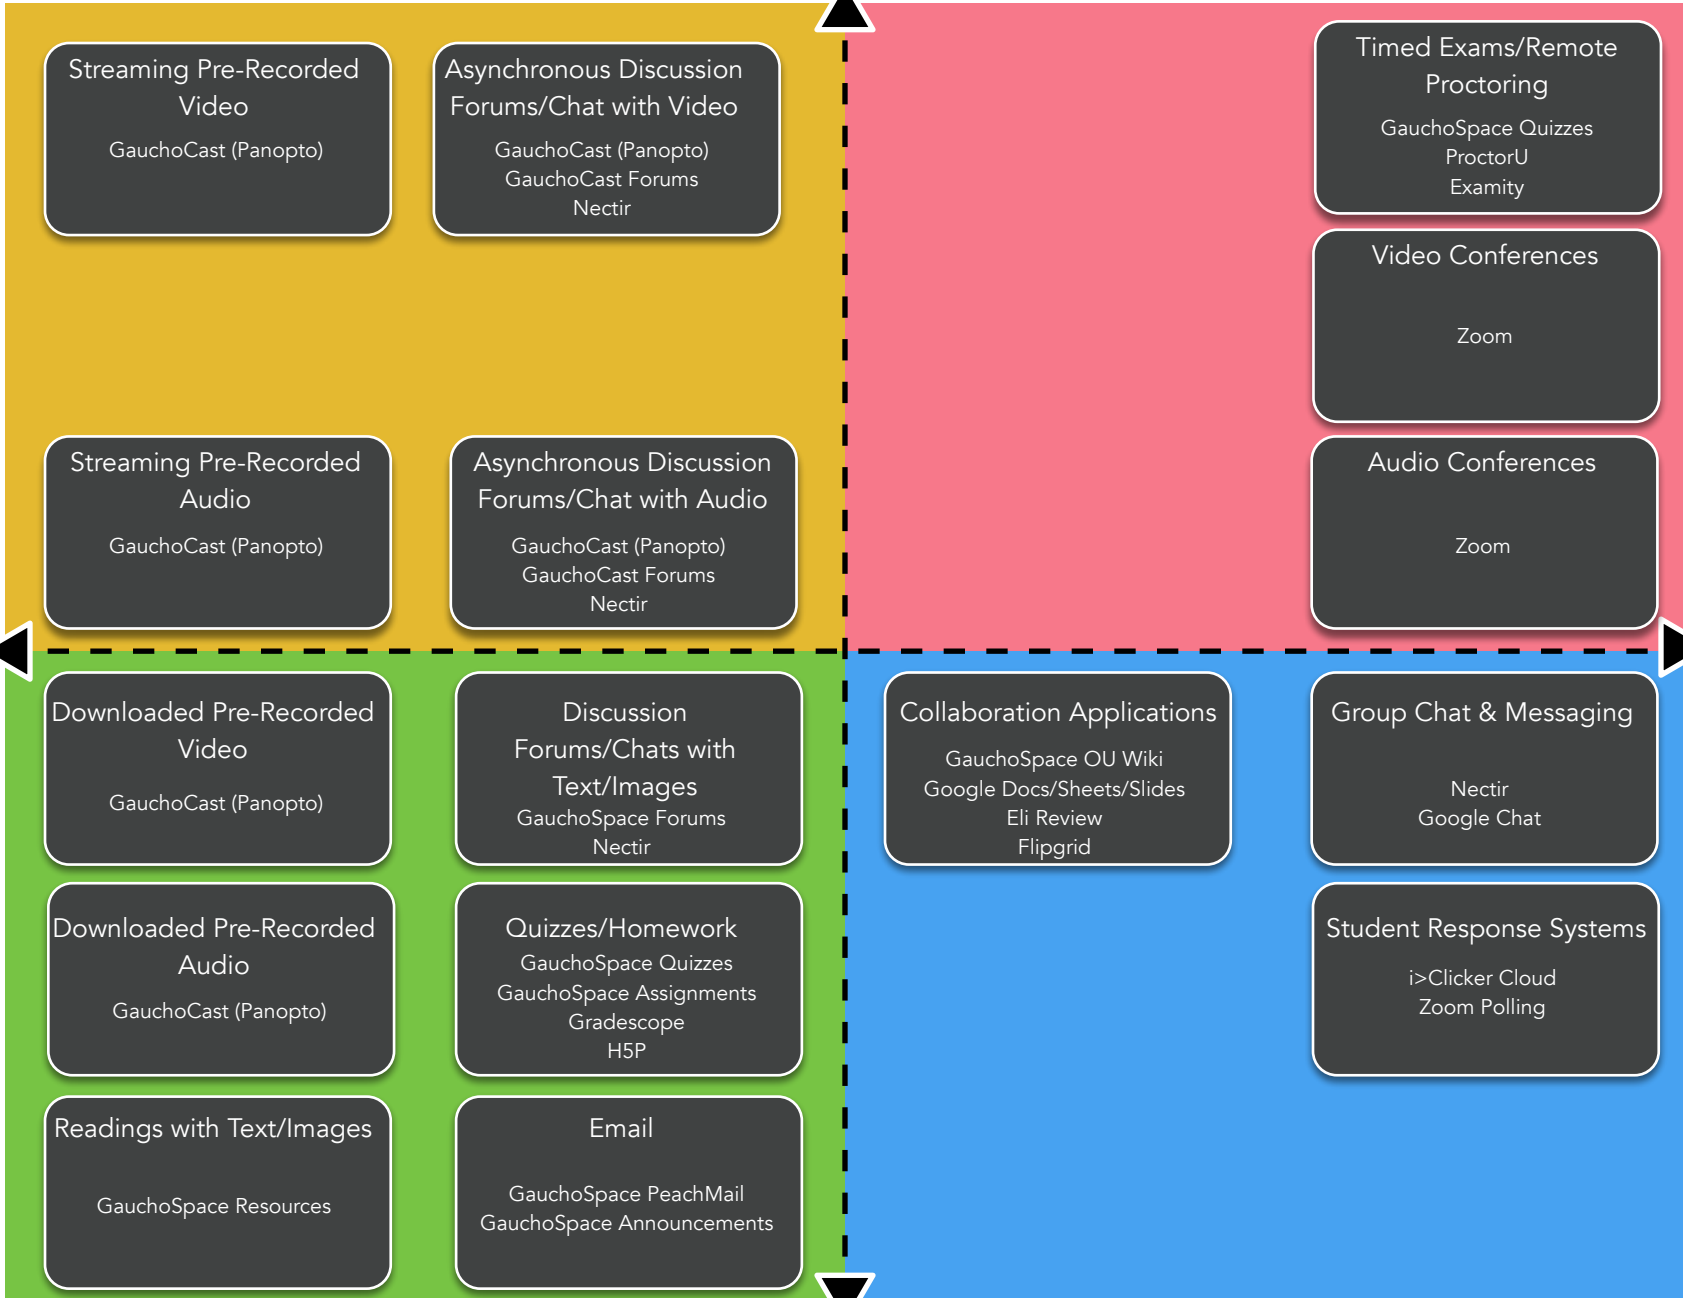 Streaming Pre-Recorded
Video
GauchoCast (Panopto)
Asynchronous Discussion
Forums/Chat with Video
GauchoCast (Panopto)
GauchoCast Forums
Nectir
Timed Exams/Remote
Proctoring
GauchoSpace Quizzes
ProctorU
Examity
Video Conferences
Zoom
Streaming Pre-Recorded
Audio
GauchoCast (Panopto)
Asynchronous Discussion
Forums/Chat with Audio
GauchoCast (Panopto)
GauchoCast Forums
Nectir
Audio Conferences
Zoom
Downloaded Pre-Recorded
Video
GauchoCast (Panopto)
Discussion
Forums/Chats with
Text/Images
GauchoSpace Forums
Nectir
Collaboration Applications
GauchoSpace OU Wiki
Google Docs/Sheets/Slides
Eli Review
Flipgrid
Group Chat & Messaging
Nectir
Google Chat
Downloaded Pre-Recorded
Audio
GauchoCast (Panopto)
Quizzes/Homework
GauchoSpace Quizzes
GauchoSpace Assignments
Gradescope
H5P
Student Response Systems
i>Clicker Cloud
Zoom Polling
Readings with Text/Images
GauchoSpace Resources
Email
GauchoSpace PeachMail
GauchoSpace Announcements